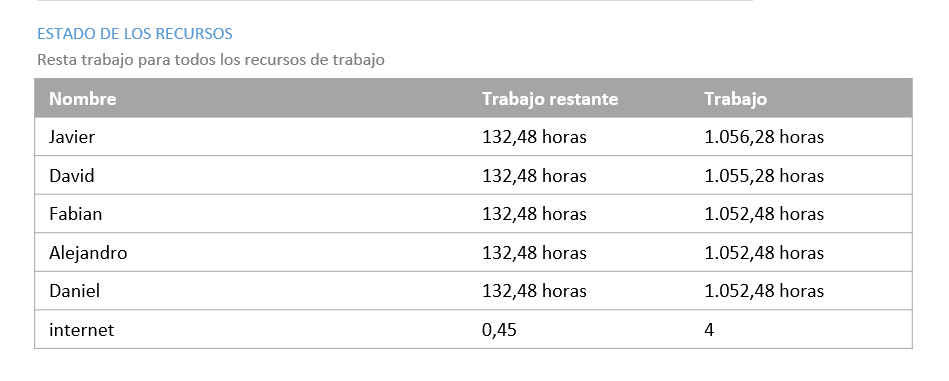 ESTADO DE LOS RECURSOS
Resta trabajo para todos los recursos de trabajo
Nombre Trabajo restante Trabajo
Javier 132,48 horas 1.056,28 horas
David 132,48 horas 1.055,28 horas
Fabian 132,48 horas 1.052,48 horas
Alejandro 132,48 horas 1.052,48 horas
Daniel 132,48 horas 1.052,48 horas
internet 0,45 4